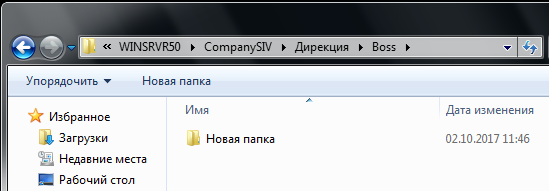 « WINSRVR50 ▸ CompanySIV ▸ Дирекция ▸ Boss ▸
Упорядочить Новая папка
Имя Дата изменения
Избранное
Загрузки Новая папка 02.10.2017 11:46
Недавние места
Рабочий стол